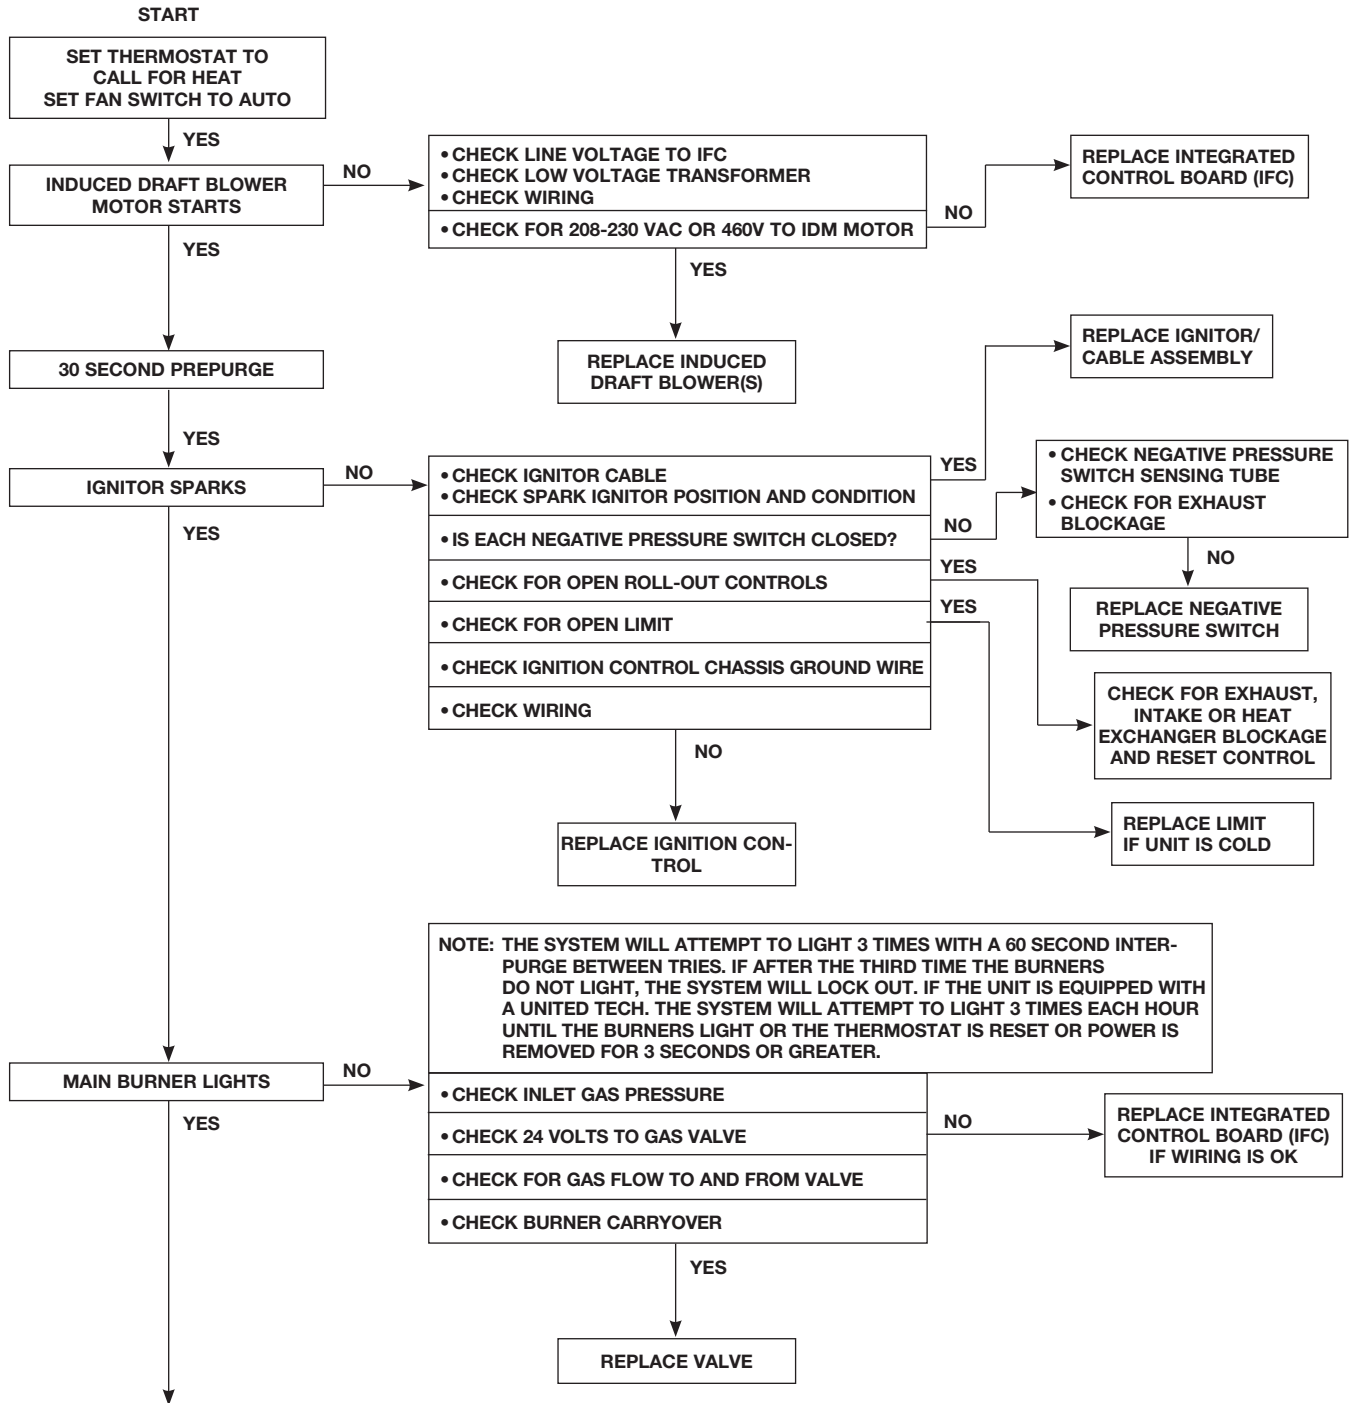 START
SET THERMOSTAT TO
CALL FOR HEAT
SET FAN SWITCH TO AUTO
YES
INDUCED DRAFT BLOWER
MOTOR STARTS
NO
• CHECK LINE VOLTAGE TO IFC
• CHECK LOW VOLTAGE TRANSFORMER
• CHECK WIRING
• CHECK FOR 208-230 VAC OR 460V TO IDM MOTOR
NO
REPLACE INTEGRATED
CONTROL BOARD (IFC)
YES
REPLACE INDUCED
DRAFT BLOWER(S)
YES
30 SECOND PREPURGE
YES
IGNITOR SPARKS
NO
• CHECK IGNITOR CABLE
• CHECK SPARK IGNITOR POSITION AND CONDITION
YES
REPLACE IGNITOR/
CABLE ASSEMBLY
• IS EACH NEGATIVE PRESSURE SWITCH CLOSED?
NO
• CHECK NEGATIVE PRESSURE
SWITCH SENSING TUBE
• CHECK FOR EXHAUST
BLOCKAGE
NO
REPLACE NEGATIVE
PRESSURE SWITCH
• CHECK FOR OPEN ROLL-OUT CONTROLS
YES
CHECK FOR EXHAUST,
INTAKE OR HEAT
EXCHANGER BLOCKAGE
AND RESET CONTROL
• CHECK FOR OPEN LIMIT
YES
REPLACE LIMIT
IF UNIT IS COLD
• CHECK IGNITION CONTROL CHASSIS GROUND WIRE
• CHECK WIRING
NO
REPLACE IGNITION CON-
TROL
YES
NOTE: THE SYSTEM WILL ATTEMPT TO LIGHT 3 TIMES WITH A 60 SECOND INTER-
PURGE BETWEEN TRIES. IF AFTER THE THIRD TIME THE BURNERS
DO NOT LIGHT, THE SYSTEM WILL LOCK OUT. IF THE UNIT IS EQUIPPED WITH
A UNITED TECH. THE SYSTEM WILL ATTEMPT TO LIGHT 3 TIMES EACH HOUR
UNTIL THE BURNERS LIGHT OR THE THERMOSTAT IS RESET OR POWER IS
REMOVED FOR 3 SECONDS OR GREATER.
MAIN BURNER LIGHTS
NO
• CHECK INLET GAS PRESSURE
• CHECK 24 VOLTS TO GAS VALVE
NO
REPLACE INTEGRATED
CONTROL BOARD (IFC)
IF WIRING IS OK
• CHECK FOR GAS FLOW TO AND FROM VALVE
• CHECK BURNER CARRYOVER
YES
REPLACE VALVE
YES